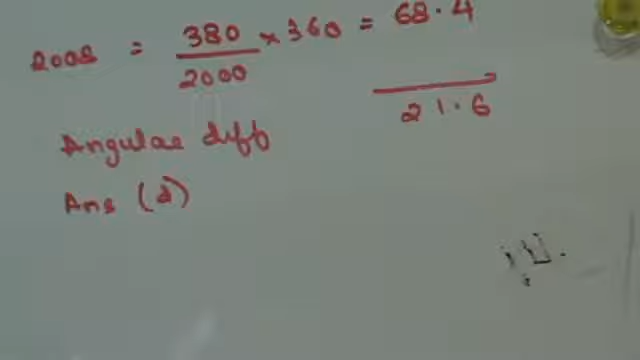 2008 = 380/2000 × 360 = 68.4
21.6
Angular diff
Ans (d)